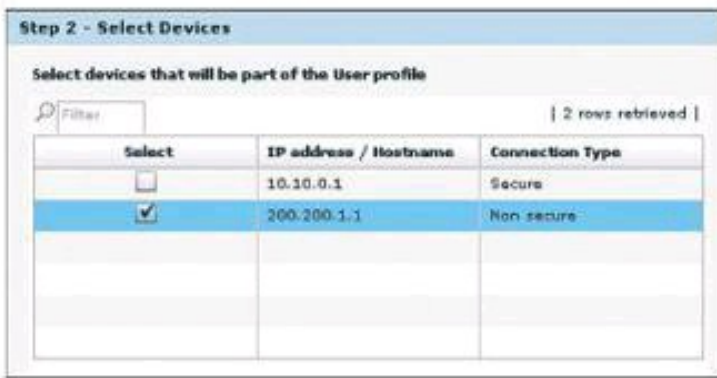 Step 2 - Select Devices
Select devices that will be part of the User profile
Filter | 2 rows retrieved |
Select IP address / Hostname Connection Type
10.10.0.1 Secure
200.200.1.1 Non secure